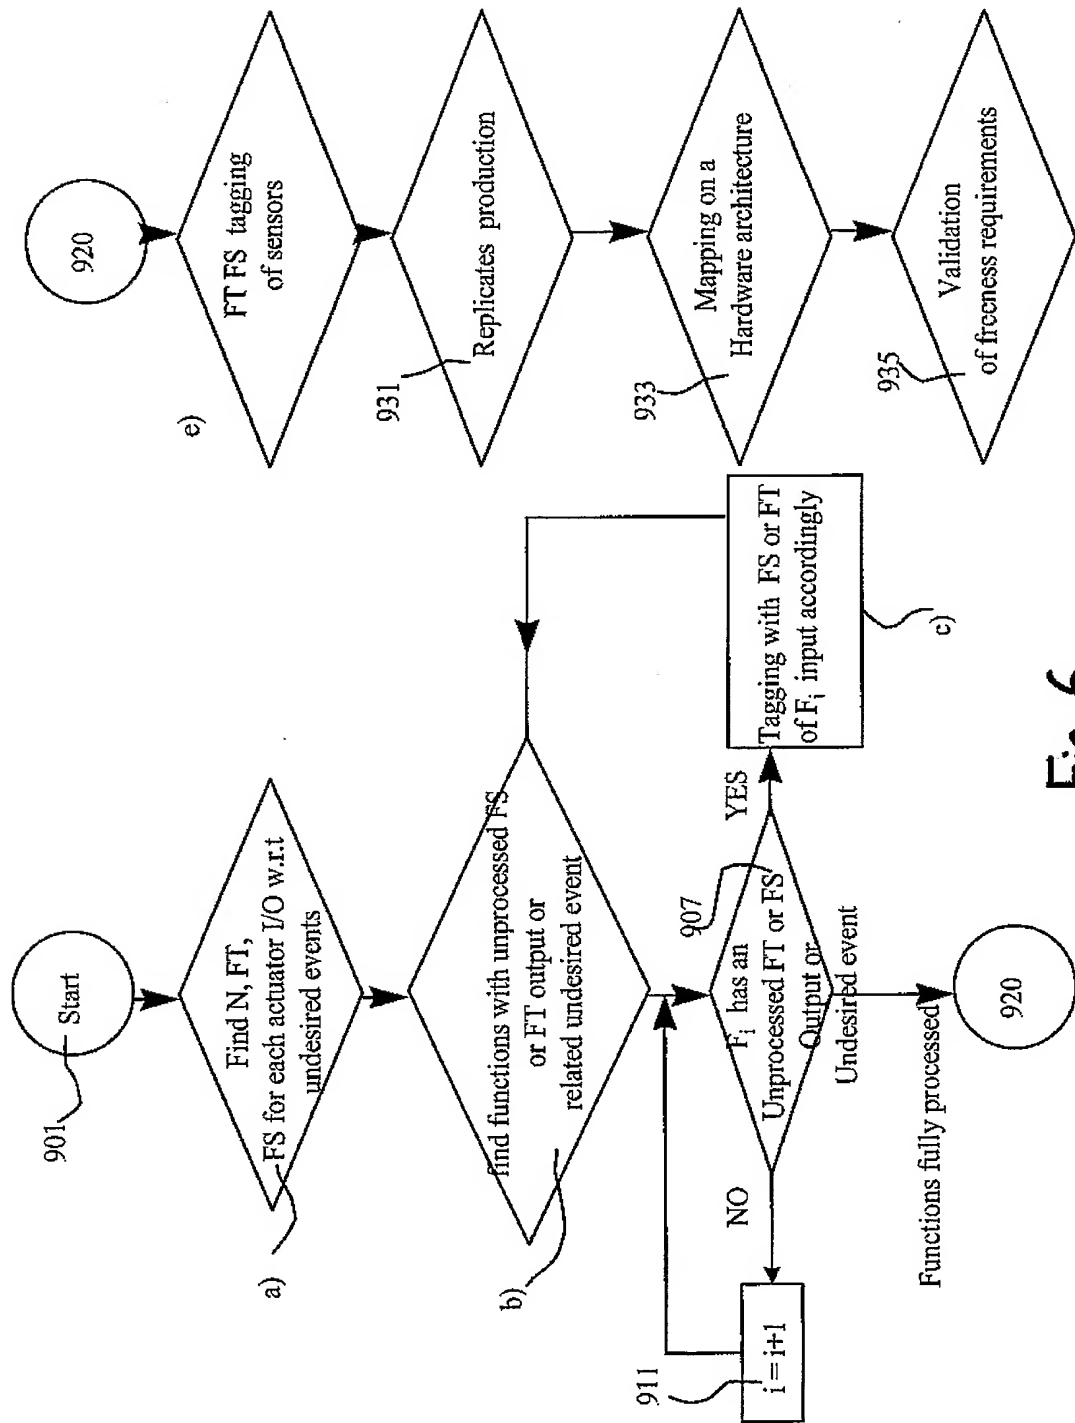 901
Start
a)
Find N, FT,
FS for each actuator I/O w.r.t
undesired events
b)
find functions with unprocessed FS
or FT output or
related undesired event
911
i = i+1
NO
907
Fi has an
Unprocessed FT or FS
Output or
Undesired event
YES
Tagging with FS or FT
of Fi input accordingly
c)
Functions fully processed
920
e)
920
FT FS tagging
of sensors
931
Replicates production
933
Mapping on a
Hardware architecture
935
Validation
of freeness requirements